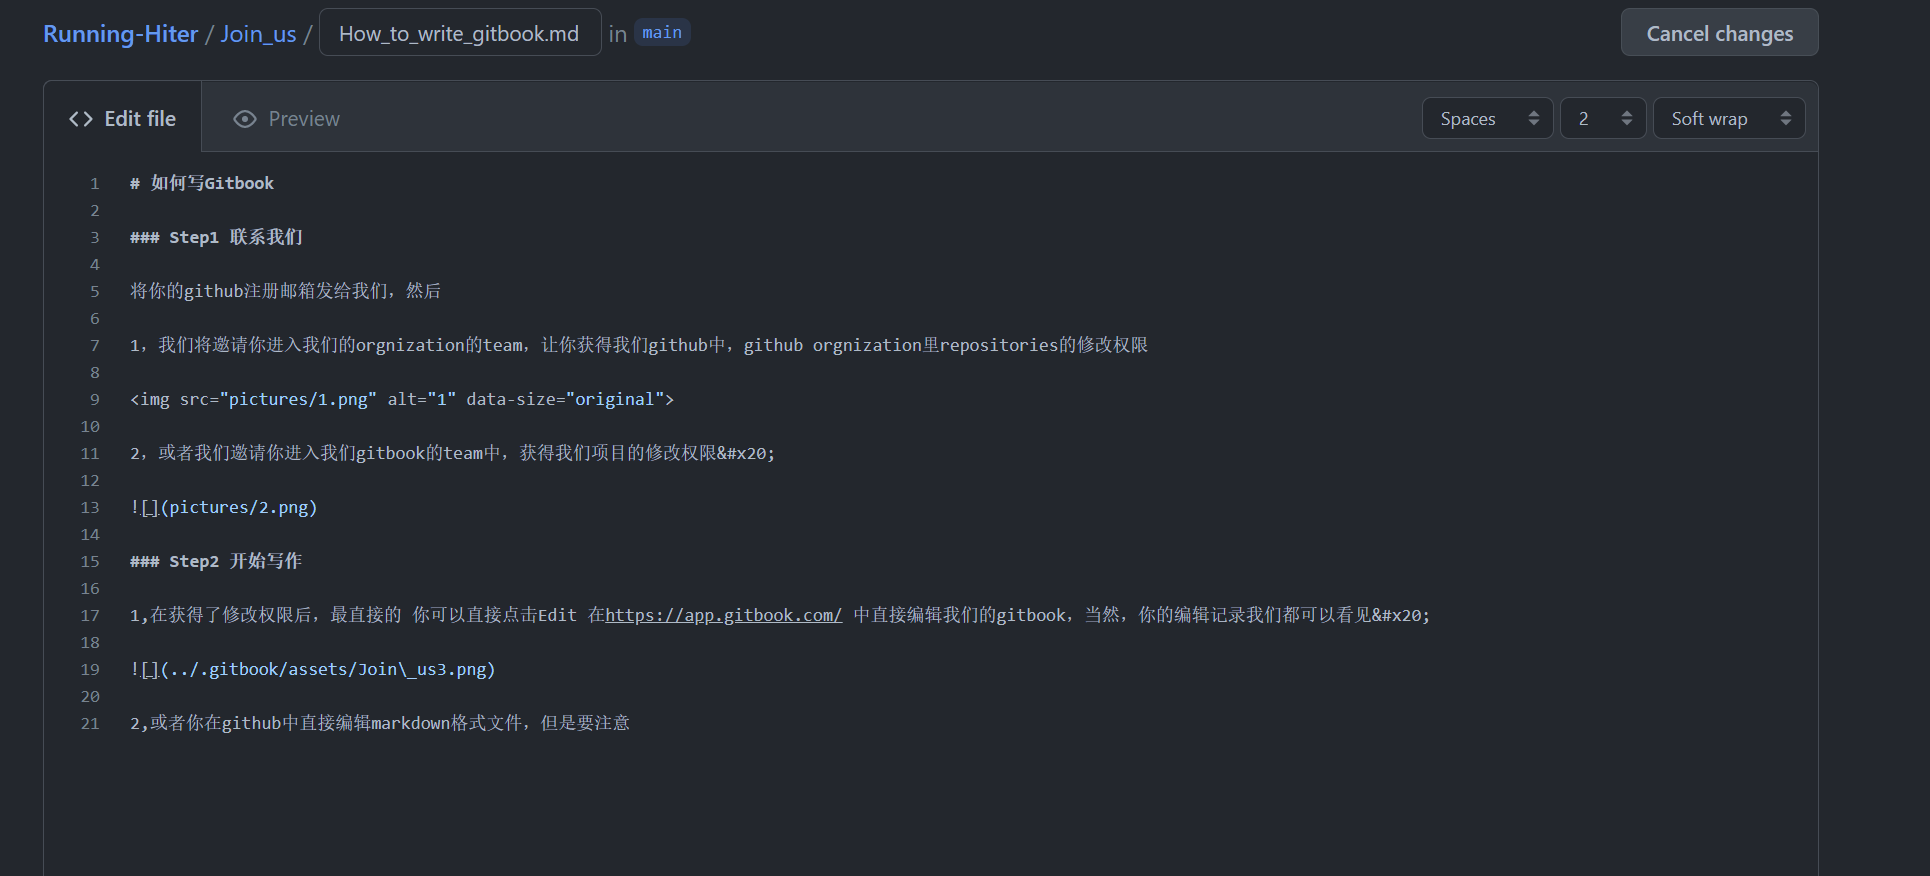 Running-Hiter / Join_us / How_to_write_gitbook.md in main Cancel changes
<> Edit file Preview Spaces 2 Soft wrap
1 # 如何写Gitbook
2
3 ### Step1 联系我们
4
5 将你的github注册邮箱发给我们，然后
6
7 1，我们将邀请你进入我们的orgnization的team，让你获得我们github中，github orgnization里repositories的修改权限
8
9 <img src="pictures/1.png" alt="1" data-size="original">
10
11 2，或者我们邀请你进入我们gitbook的team中，获得我们项目的修改权限&#x20;
12
13 ![](pictures/2.png)
14
15 ### Step2 开始写作
16
17 1,在获得了修改权限后，最直接的 你可以直接点击Edit 在https://app.gitbook.com/ 中直接编辑我们的gitbook，当然，你的编辑记录我们都可以看见&#x20;
18
19 ![](../.gitbook/assets/Join\_us3.png)
20
21 2,或者你在github中直接编辑markdown格式文件，但是要注意